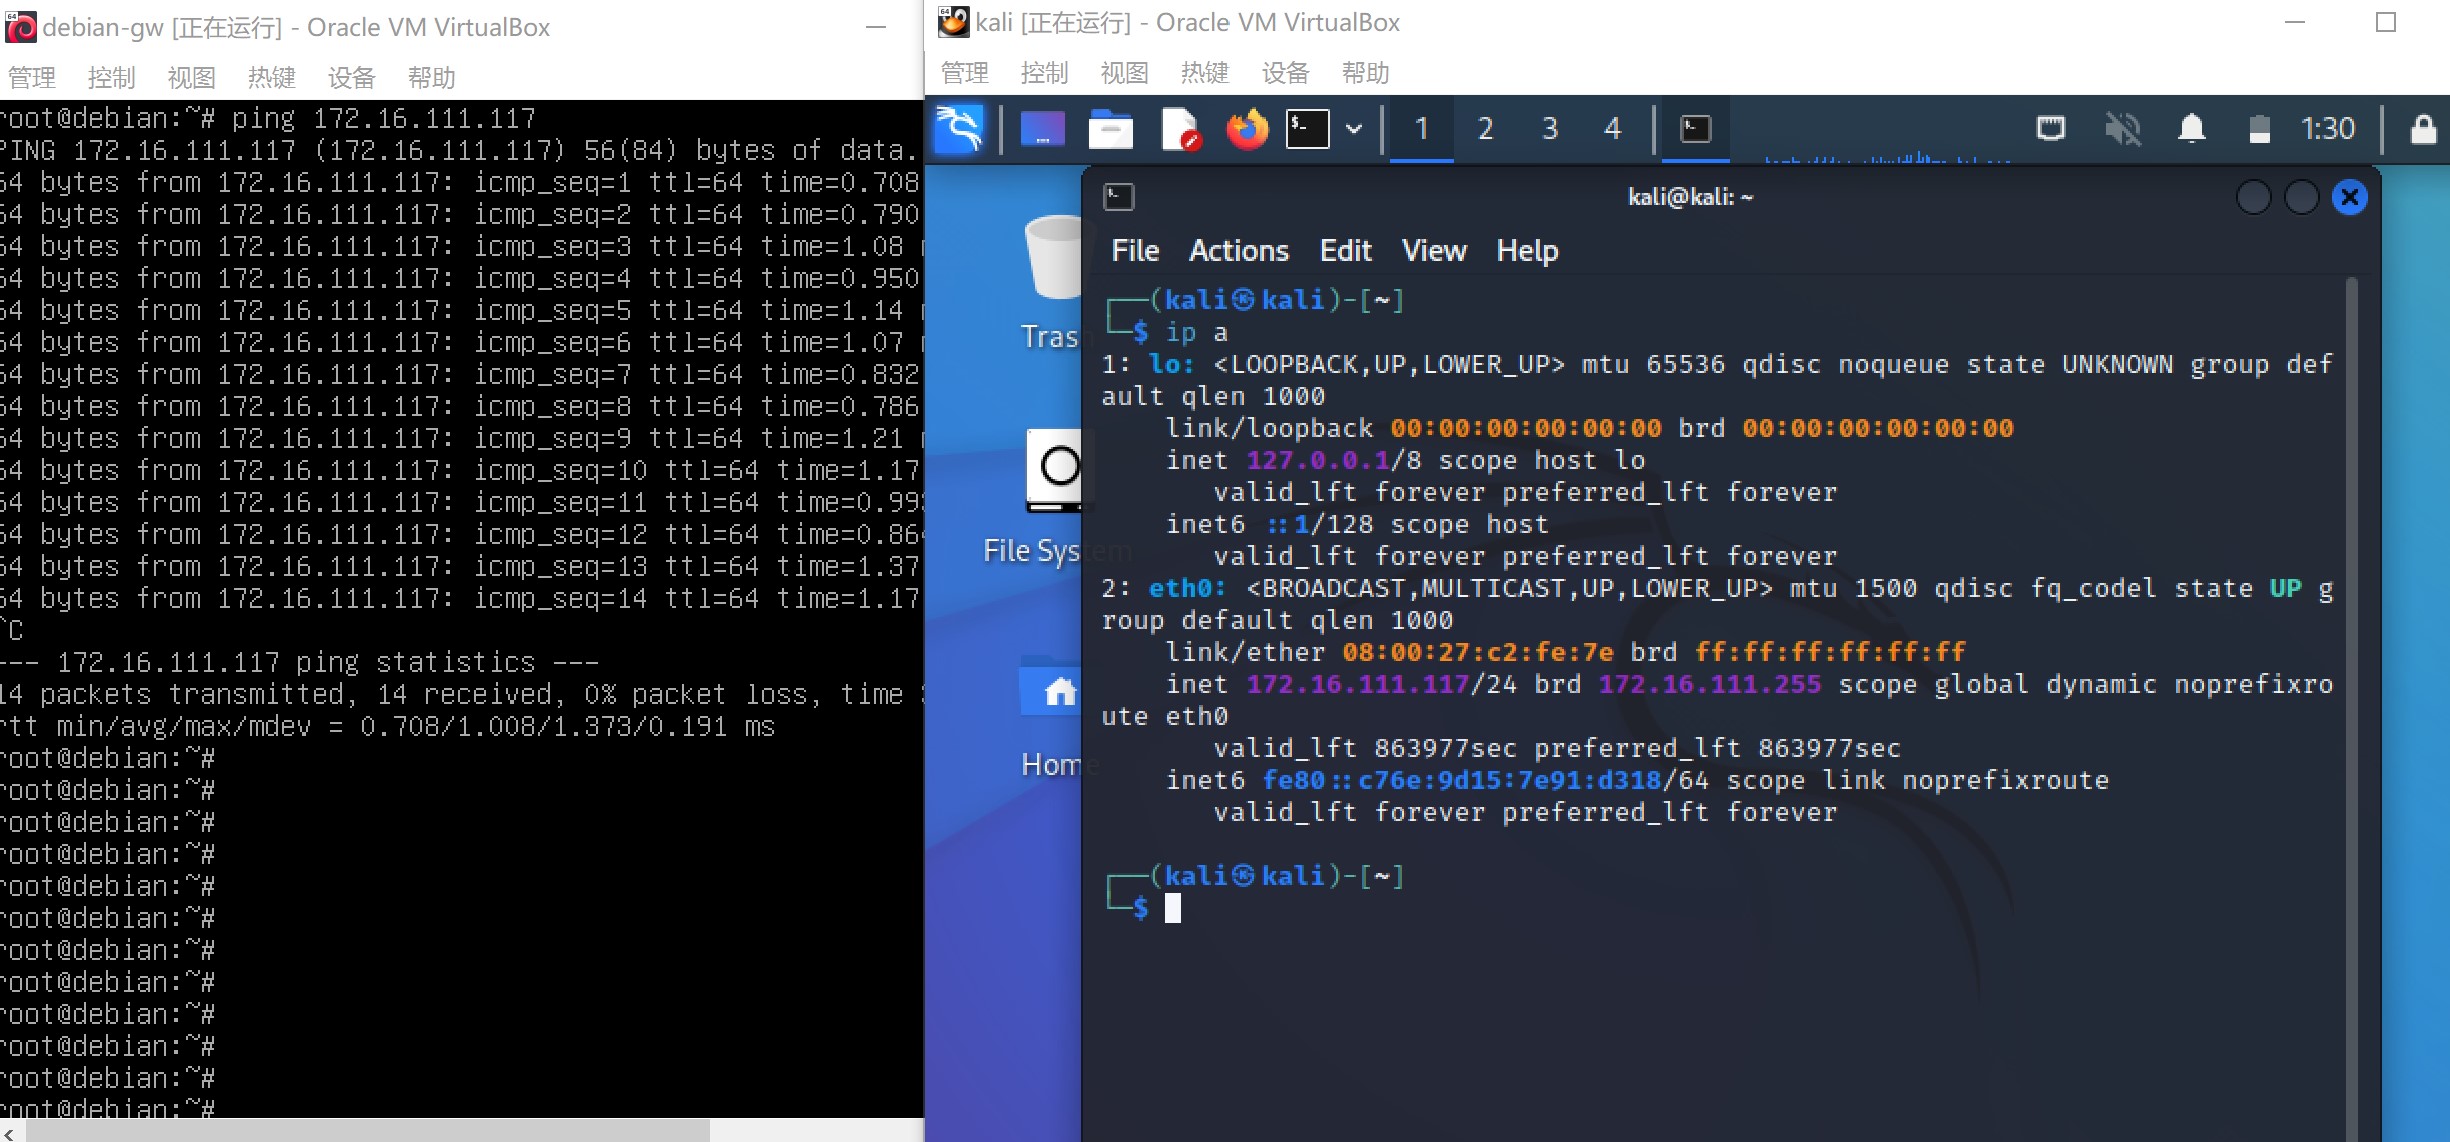 debian-gw [正在运行] - Oracle VM VirtualBox
管理 控制 视图 热键 设备 帮助
root@debian:~# ping 172.16.111.117
PING 172.16.111.117 (172.16.111.117) 56(84) bytes of data.
64 bytes from 172.16.111.117: icmp_seq=1 ttl=64 time=0.708
64 bytes from 172.16.111.117: icmp_seq=2 ttl=64 time=0.790
64 bytes from 172.16.111.117: icmp_seq=3 ttl=64 time=1.08
64 bytes from 172.16.111.117: icmp_seq=4 ttl=64 time=0.950
64 bytes from 172.16.111.117: icmp_seq=5 ttl=64 time=1.14
64 bytes from 172.16.111.117: icmp_seq=6 ttl=64 time=1.07
64 bytes from 172.16.111.117: icmp_seq=7 ttl=64 time=0.832
64 bytes from 172.16.111.117: icmp_seq=8 ttl=64 time=0.786
64 bytes from 172.16.111.117: icmp_seq=9 ttl=64 time=1.21
64 bytes from 172.16.111.117: icmp_seq=10 ttl=64 time=1.17
64 bytes from 172.16.111.117: icmp_seq=11 ttl=64 time=0.993
64 bytes from 172.16.111.117: icmp_seq=12 ttl=64 time=0.864
64 bytes from 172.16.111.117: icmp_seq=13 ttl=64 time=1.37
64 bytes from 172.16.111.117: icmp_seq=14 ttl=64 time=1.17
^C
--- 172.16.111.117 ping statistics ---
14 packets transmitted, 14 received, 0% packet loss, time
rtt min/avg/max/mdev = 0.708/1.008/1.373/0.191 ms
root@debian:~#
root@debian:~#
root@debian:~#
root@debian:~#
root@debian:~#
root@debian:~#
root@debian:~#
root@debian:~#
root@debian:~#
root@debian:~#
root@debian:~#
root@debian:~#
kali [正在运行] - Oracle VM VirtualBox
管理 控制 视图 热键 设备 帮助
1 2 3 4 1:30
Trash
File System
Home
kali@kali: ~
File Actions Edit View Help
┌──(kali㉿kali)-[~]
└─$ ip a
1: lo: <LOOPBACK,UP,LOWER_UP> mtu 65536 qdisc noqueue state UNKNOWN group def
ault qlen 1000
link/loopback 00:00:00:00:00:00 brd 00:00:00:00:00:00
inet 127.0.0.1/8 scope host lo
valid_lft forever preferred_lft forever
inet6 ::1/128 scope host
valid_lft forever preferred_lft forever
2: eth0: <BROADCAST,MULTICAST,UP,LOWER_UP> mtu 1500 qdisc fq_codel state UP g
roup default qlen 1000
link/ether 08:00:27:c2:fe:7e brd ff:ff:ff:ff:ff:ff
inet 172.16.111.117/24 brd 172.16.111.255 scope global dynamic noprefixro
ute eth0
valid_lft 863977sec preferred_lft 863977sec
inet6 fe80::c76e:9d15:7e91:d318/64 scope link noprefixroute
valid_lft forever preferred_lft forever
┌──(kali㉿kali)-[~]
└─$